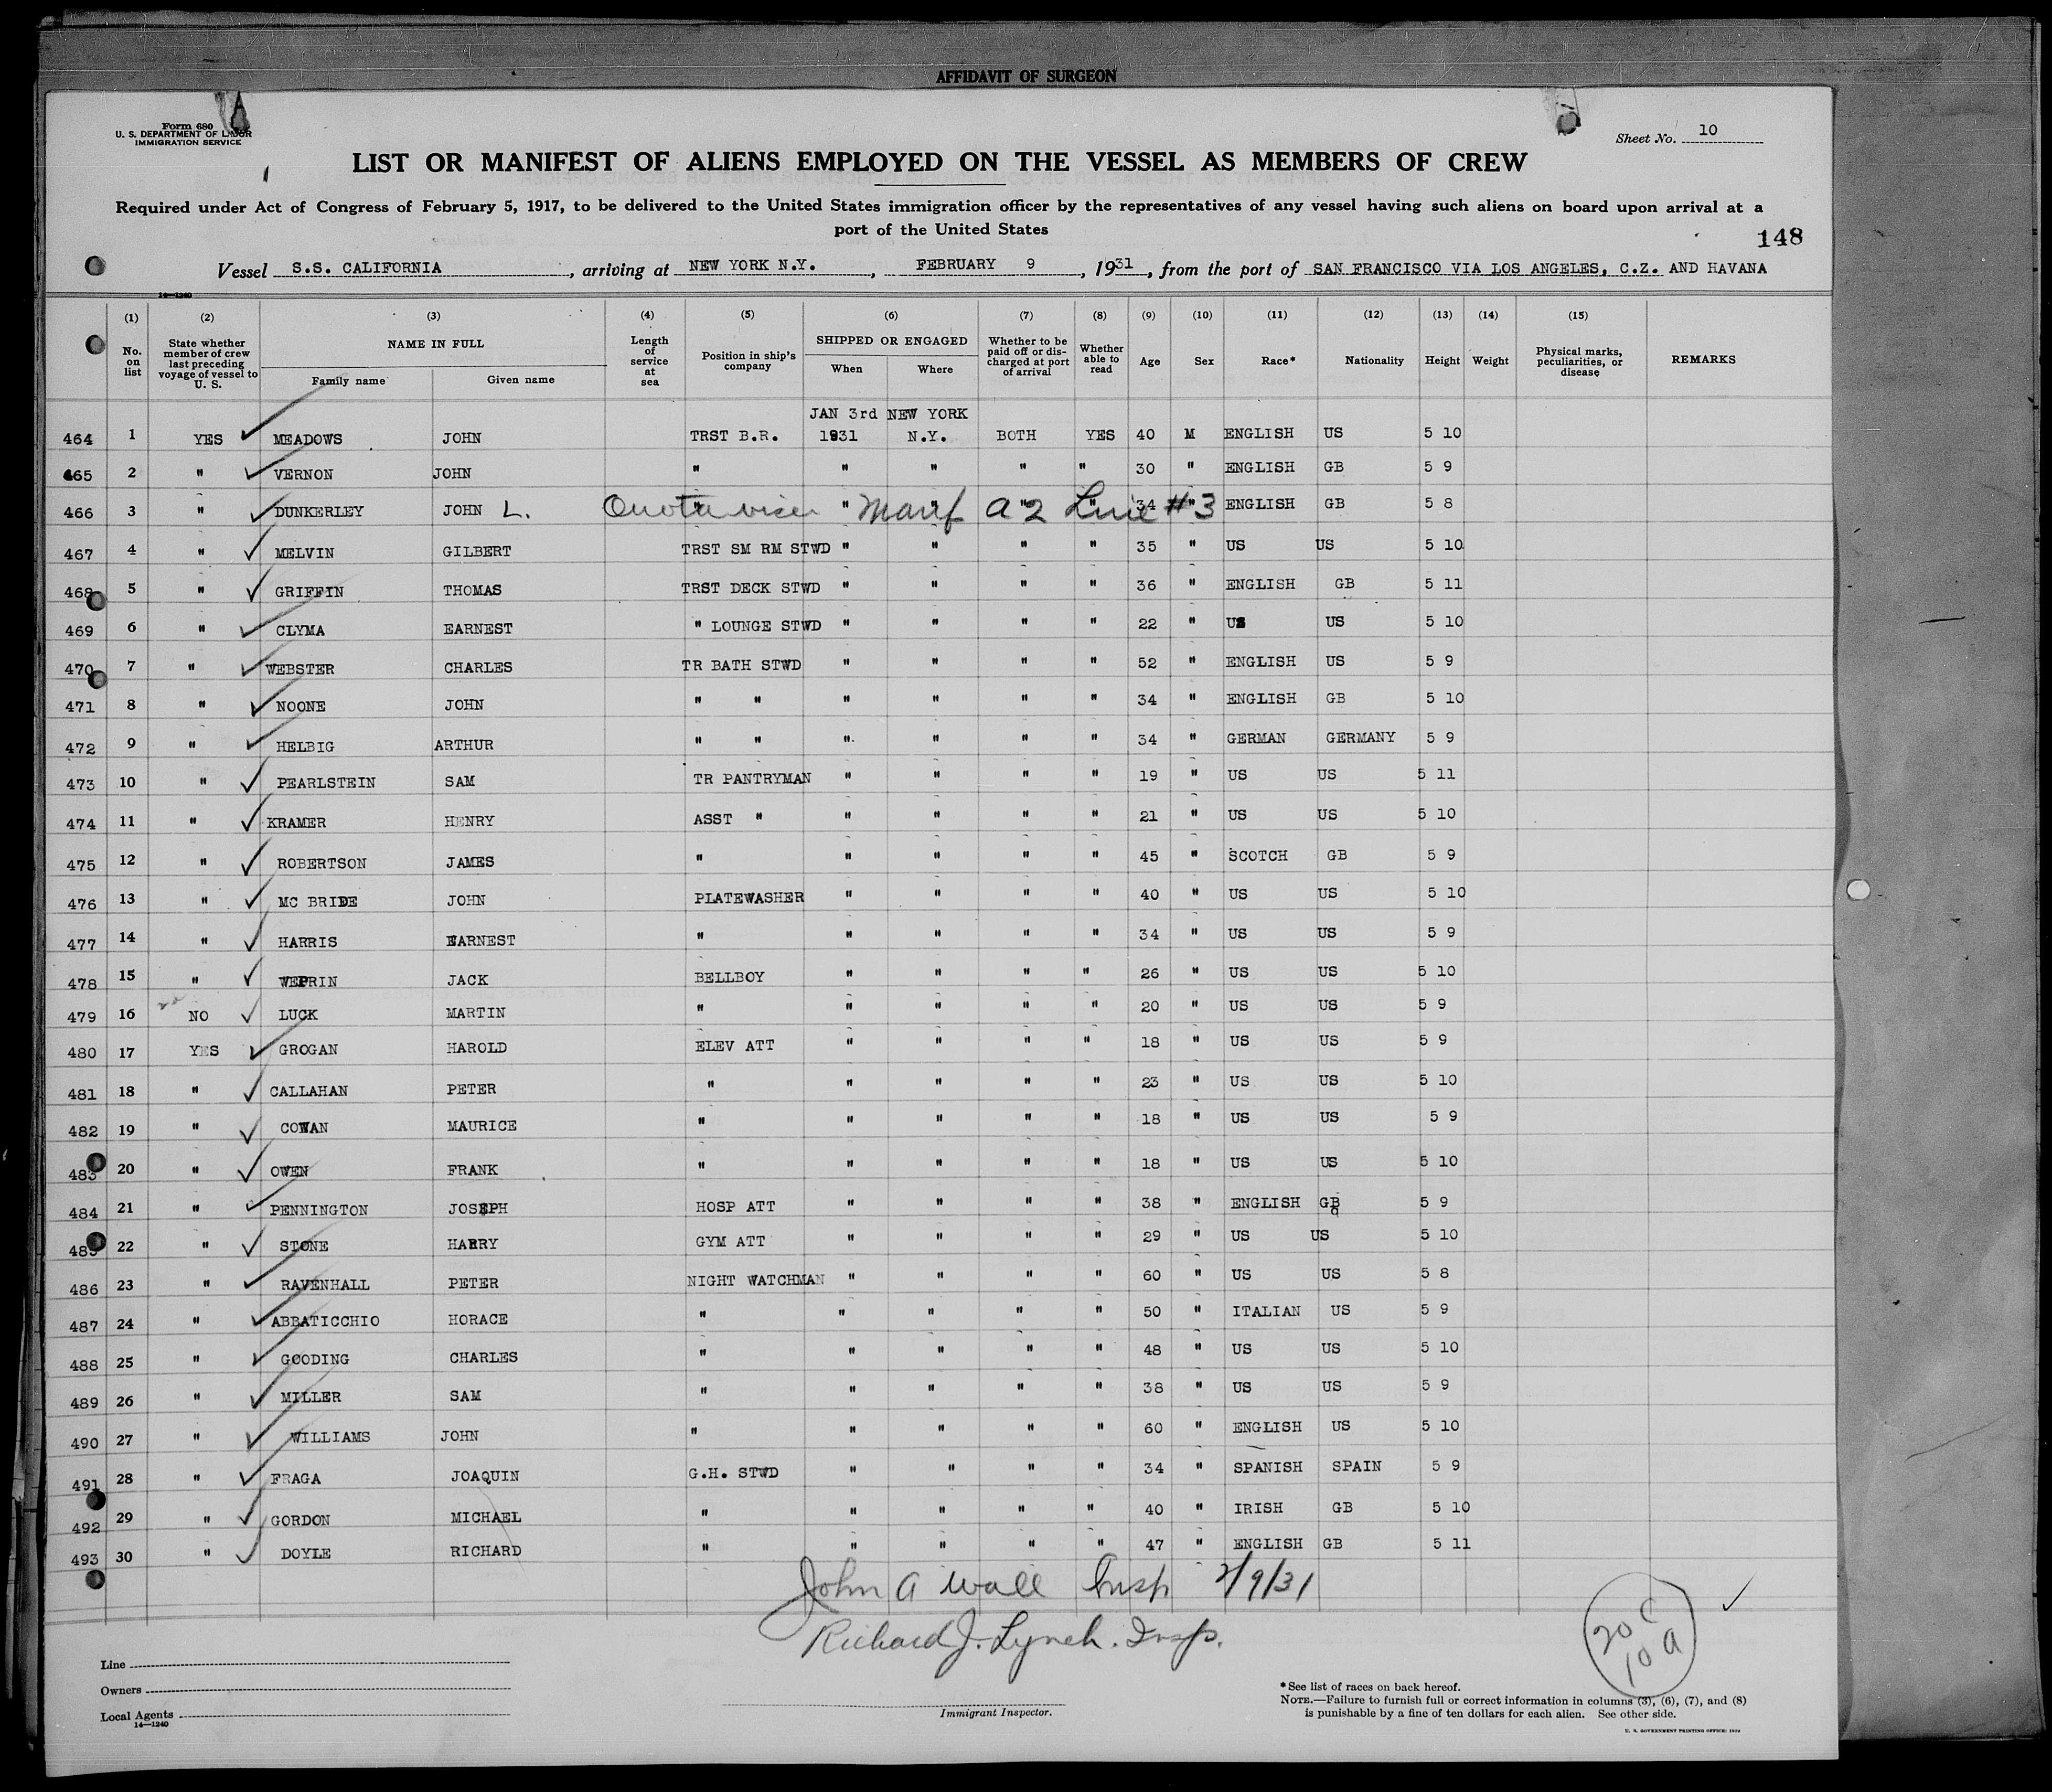 AFFIDAVIT OF SURGEON
Form 680
U. S. DEPARTMENT OF LABOR
IMMIGRATION SERVICE
Sheet No. 10
LIST OR MANIFEST OF ALIENS EMPLOYED ON THE VESSEL AS MEMBERS OF CREW
Required under Act of Congress of February 5, 1917, to be delivered to the United States immigration officer by the representatives of any vessel having such aliens on board upon arrival at a
port of the United States
148
Vessel S.S. CALIFORNIA, arriving at NEW YORK N.Y., FEBRUARY 9, 1931, from the port of SAN FRANCISCO VIA LOS ANGELES, C.Z. AND HAVANA
14—1240
(1) (2) (3) (4) (5) (6) (7) (8) (9) (10) (11) (12) (13) (14) (15)
No. on list State whether member of crew last preceding voyage of vessel to U. S. NAME IN FULL Family name Given name Length of service at sea Position in ship's company SHIPPED OR ENGAGED When Where Whether to be paid off or discharged at port of arrival Whether able to read Age Sex Race* Nationality Height Weight Physical marks, peculiarities, or disease REMARKS
JAN 3rd NEW YORK
464 1 YES MEADOWS JOHN TRST B.R. 1931 N.Y. BOTH YES 40 M ENGLISH US 5 10
465 2 " VERNON JOHN " " " " " 30 " ENGLISH GB 5 9
466 3 " DUNKERLEY JOHN L. " " " " " 34 " ENGLISH GB 5 8
Quota visa Manif A 2 Line #3
467 4 " MELVIN GILBERT TRST SM RM STWD " " " " 35 " US US 5 10
468 5 " GRIFFIN THOMAS TRST DECK STWD " " " " 36 " ENGLISH GB 5 11
469 6 " CLYMA EARNEST " LOUNGE STWD " " " " 22 " US US 5 10
470 7 " WEBSTER CHARLES TR BATH STWD " " " " 52 " ENGLISH US 5 9
471 8 " NOONE JOHN " " " " " " 34 " ENGLISH GB 5 10
472 9 " HELBIG ARTHUR " " " " " " 34 " GERMAN GERMANY 5 9
473 10 " PEARLSTEIN SAM TR PANTRYMAN " " " " 19 " US US 5 11
474 11 " KRAMER HENRY ASST " " " " " 21 " US US 5 10
475 12 " ROBERTSON JAMES " " " " " 45 " SCOTCH GB 5 9
476 13 " MC BRIDE JOHN PLATEWASHER " " " " 40 " US US 5 10
477 14 " HARRIS EARNEST " " " " " 34 " US US 5 9
478 15 " WEPRIN JACK BELLBOY " " " " 26 " US US 5 10
479 16 NO LUCK MARTIN " " " " " 20 " US US 5 9
480 17 YES GROGAN HAROLD ELEV ATT " " " " 18 " US US 5 9
481 18 " CALLAHAN PETER " " " " " 23 " US US 5 10
482 19 " COWAN MAURICE " " " " " 18 " US US 5 9
483 20 " OWEN FRANK " " " " " 18 " US US 5 10
484 21 " PENNINGTON JOSEPH HOSP ATT " " " " 38 " ENGLISH GB 5 9
485 22 " STONE HARRY GYM ATT " " " " 29 " US US 5 10
486 23 " RAVENHALL PETER NIGHT WATCHMAN " " " " 60 " US US 5 8
487 24 " ABBATICCHIO HORACE " " " " " 50 " ITALIAN US 5 9
488 25 " GOODING CHARLES " " " " " 48 " US US 5 10
489 26 " MILLER SAM " " " " " 38 " US US 5 9
490 27 " WILLIAMS JOHN " " " " " 60 " ENGLISH US 5 10
491 28 " FRAGA JOAQUIN G.H. STWD " " " " 34 " SPANISH SPAIN 5 9
492 29 " GORDON MICHAEL " " " " " 40 " IRISH GB 5 10
493 30 " DOYLE RICHARD " " " " " 47 " ENGLISH GB 5 11
John A Wall Insp 2/9/31
Richard J. Lynch. Insp.
20 C
10 A
Line
Owners
Local Agents
14—1240
Immigrant Inspector.
*See list of races on back hereof.
NOTE.—Failure to furnish full or correct information in columns (3), (6), (7), and (8)
is punishable by a fine of ten dollars for each alien. See other side.
U. S. GOVERNMENT PRINTING OFFICE: 1929